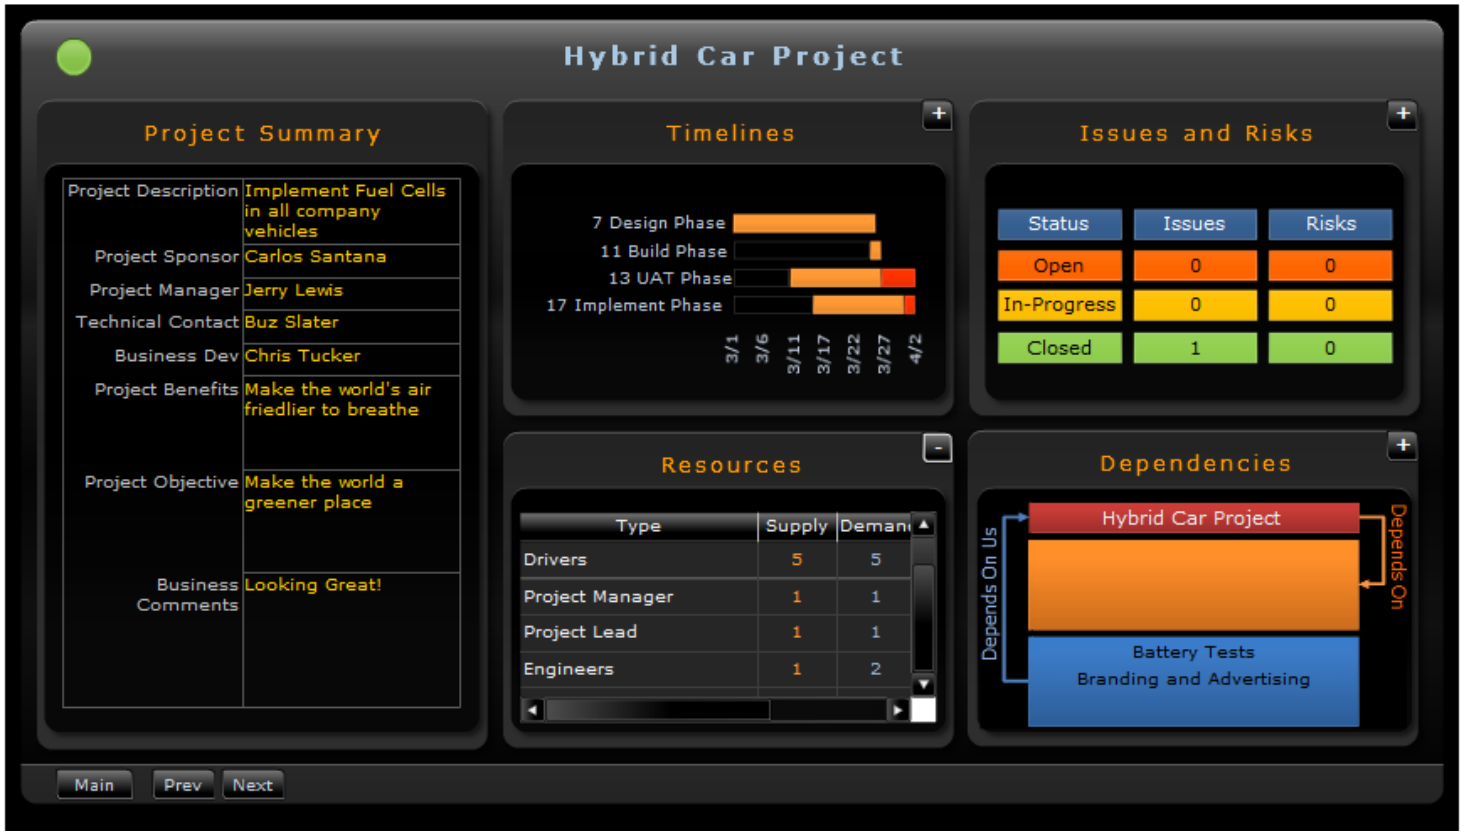 Hybrid Car Project
Project Summary
Project Description Implement Fuel Cells
in all company
vehicles
Project Sponsor Carlos Santana
Project Manager Jerry Lewis
Technical Contact Buz Slater
Business Dev Chris Tucker
Project Benefits Make the world's air
friedlier to breathe
Project Objective Make the world a
greener place
Business Looking Great!
Comments
Timelines
+
7 Design Phase
11 Build Phase
13 UAT Phase
17 Implement Phase
3/1 3/6 3/11 3/17 3/22 3/27 4/2
Issues and Risks
+
Status Issues Risks
Open 0 0
In-Progress 0 0
Closed 1 0
Resources
-
Type Supply Deman
Drivers 5 5
Project Manager 1 1
Project Lead 1 1
Engineers 1 2
Dependencies
+
Hybrid Car Project
Depends On Us
Depends On
Battery Tests
Branding and Advertising
Main Prev Next